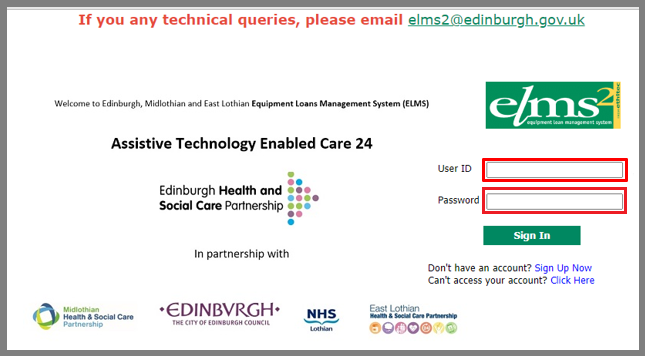 If you any technical queries, please email elms2@edinburgh.gov.uk
Welcome to Edinburgh, Midlothian and East Lothian Equipment Loans Management System (ELMS)
elms2
equipment loan management system
Assistive Technology Enabled Care 24
User ID
Edinburgh Health and
Social Care Partnership
Password
Sign In
In partnership with
Don't have an account? Sign Up Now
Can't access your account? Click Here
Midlothian
Health & Social Care
Partnership
•EDINBVRGH•
THE CITY OF EDINBURGH COUNCIL
NHS
Lothian
East Lothian
Health & Social Care Partnership